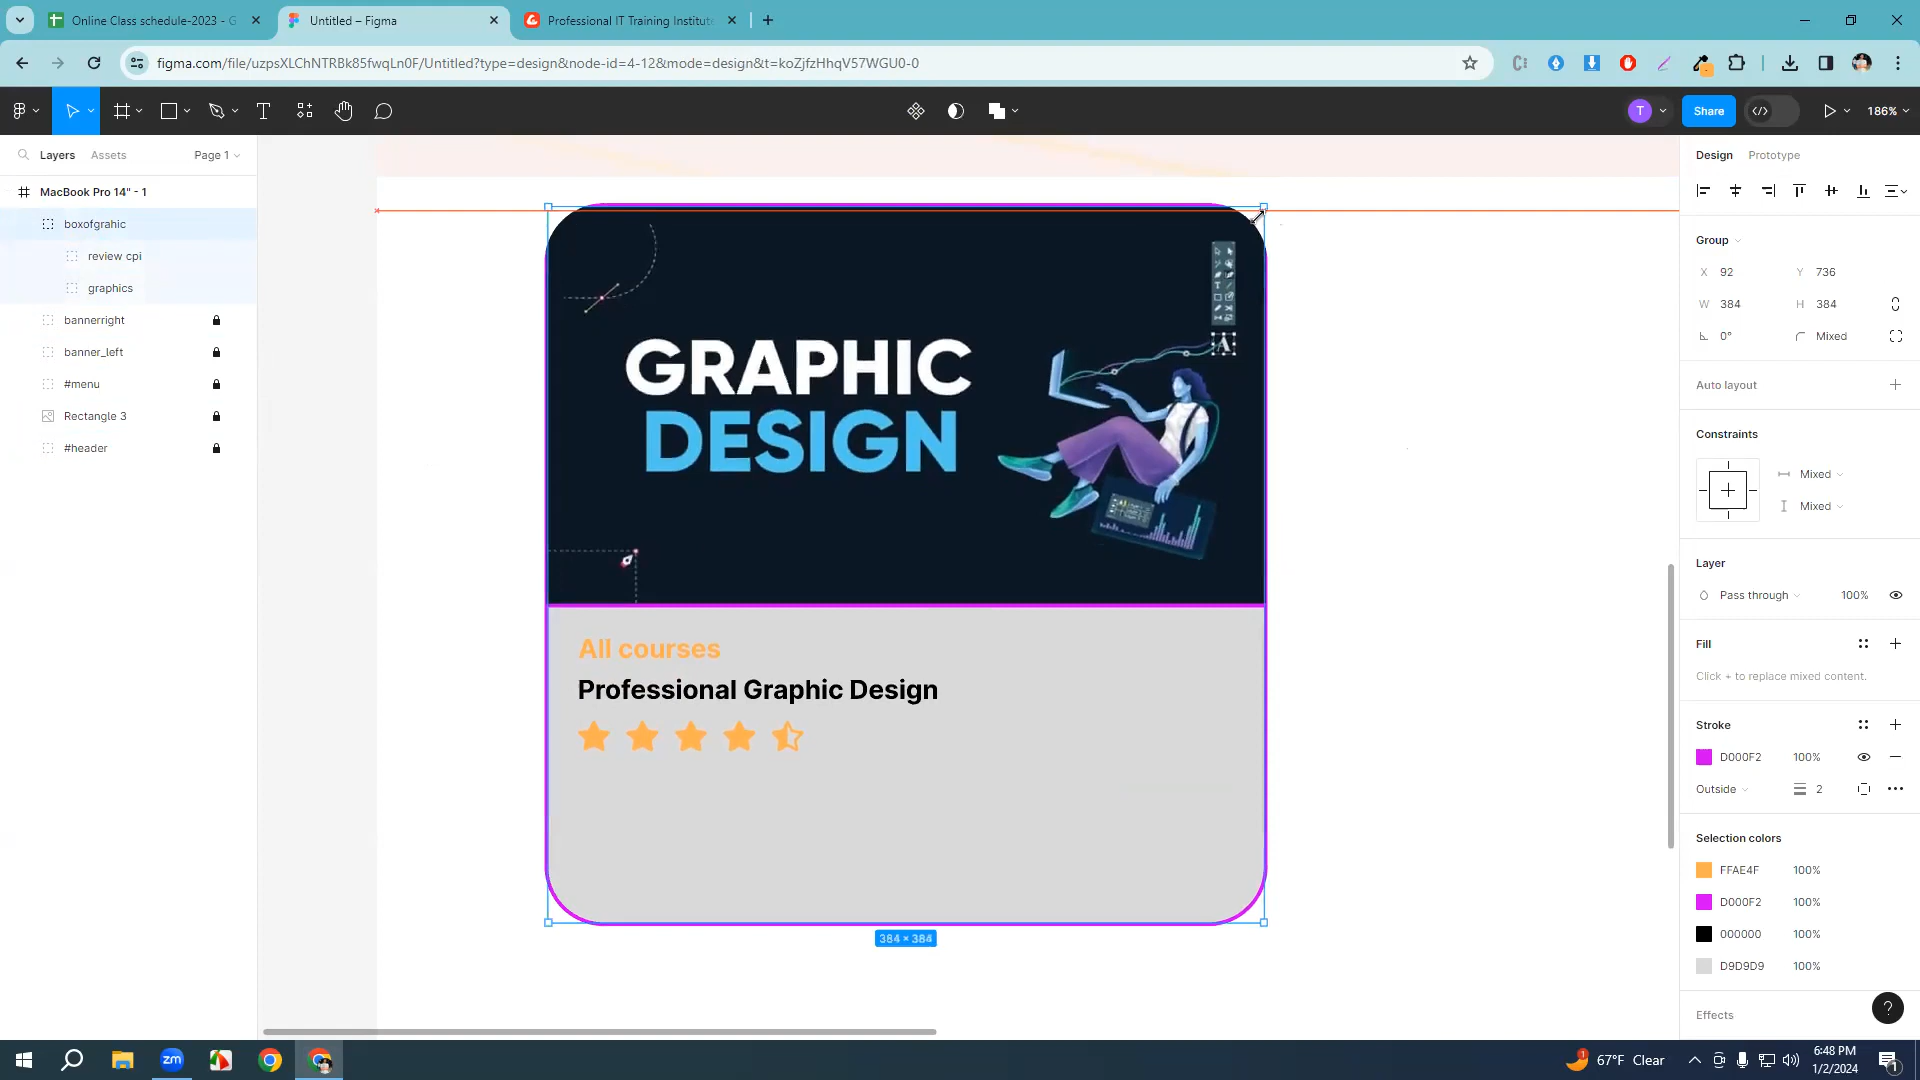 Online Class schedule-2023 - G
Untitled – Figma
Professional IT Training Institute
figma.com/file/uzpsXLChNTRBk85fwqLn0F/Untitled?type=design&node-id=4-12&mode=design&t=koZjfzHhqV57WGU0-0
T
Share
186%
Layers
Assets
Page 1
MacBook Pro 14" - 1
boxofgrahic
review cpi
graphics
bannerright
banner_left
#menu
Rectangle 3
#header
GRAPHIC
DESIGN
A
All courses
Professional Graphic Design
384 × 384
Design
Prototype
Group
X 92
Y 736
W 384
H 384
0°
Mixed
Auto layout
Constraints
Mixed
Mixed
Layer
Pass through
100%
Fill
Click + to replace mixed content.
Stroke
D000F2
100%
Outside
2
Selection colors
FFAE4F
100%
D000F2
100%
000000
100%
D9D9D9
100%
Effects
?
zm
67°F Clear
6:48 PM
1/2/2024
1